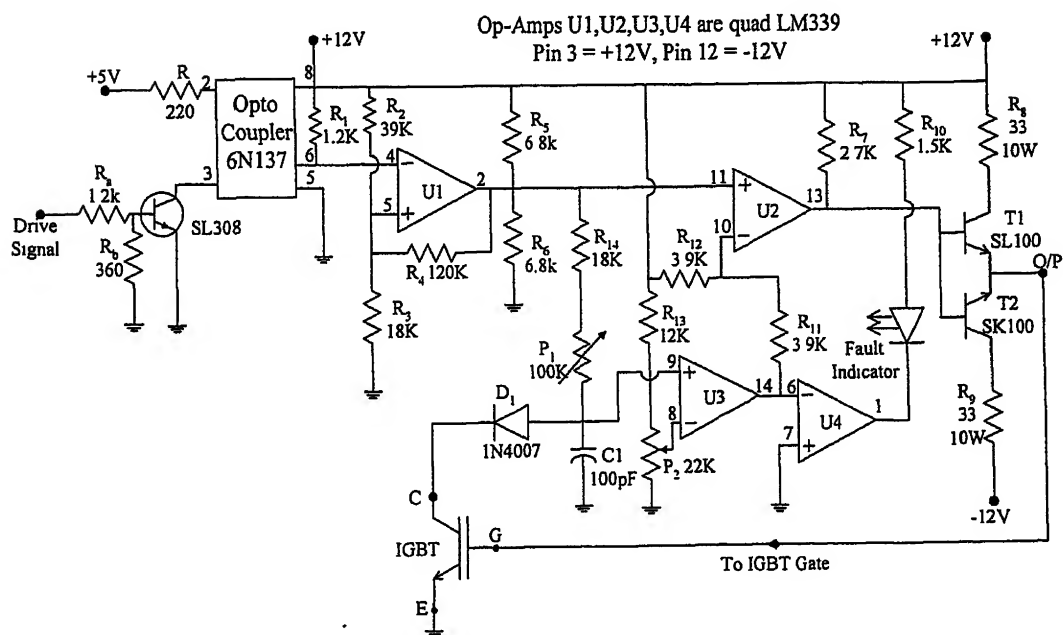 Op-Amps U1,U2,U3,U4 are quad LM339
Pin 3 = +12V, Pin 12 = -12V
+12V
+12V
+5V
R
220
2
8
Opto
Coupler
6N137
3
6
5
R1
1.2K
R2
39K
R5
6 8k
R7
2 7K
R10
1.5K
R8
33
10W
4
5
U1
2
11
10
U2
13
Ra
1 2k
Drive
Signal
Rb
360
SL308
R4 120K
R6
6.8k
R14
18K
R12
3 9K
T1
SL100
O/P
T2
SK100
R3
18K
R13
12K
R11
3 9K
Fault
Indicator
P1
100K
9
8
U3
14
6
7
U4
1
R9
33
10W
D1
1N4007
C1
100pF
P2 22K
-12V
C
IGBT
G
To IGBT Gate
E